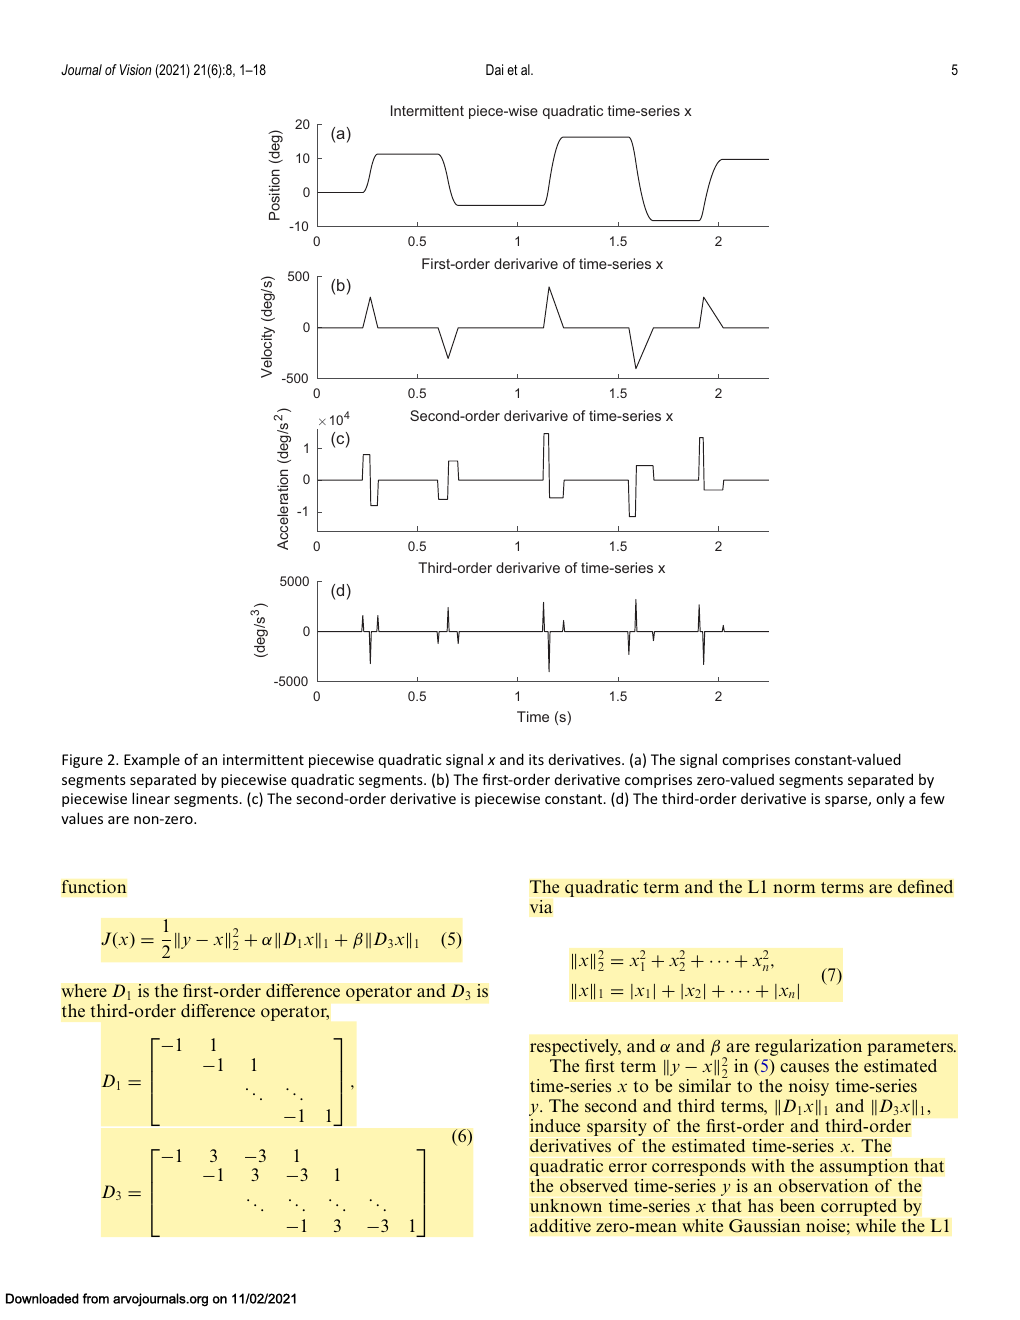 Journal of Vision (2021) 21(6):8, 1–18 Dai et al. 5
Intermittent piece-wise quadratic time-series x
(a)
Position (deg)
20
10
0
-10
0 0.5 1 1.5 2
First-order derivarive of time-series x
(b)
Velocity (deg/s)
500
0
-500
0 0.5 1 1.5 2
Second-order derivarive of time-series x
×10⁴
(c)
Acceleration (deg/s²)
1
0
-1
0 0.5 1 1.5 2
Third-order derivarive of time-series x
(d)
(deg/s³)
5000
0
-5000
0 0.5 1 1.5 2
Time (s)
Figure 2. Example of an intermittent piecewise quadratic signal x and its derivatives. (a) The signal comprises constant-valued
segments separated by piecewise quadratic segments. (b) The first-order derivative comprises zero-valued segments separated by
piecewise linear segments. (c) The second-order derivative is piecewise constant. (d) The third-order derivative is sparse, only a few
values are non-zero.
function
J(x) = 1/2 ‖y − x‖₂² + α‖D₁x‖₁ + β‖D₃x‖₁ (5)
where D₁ is the first-order difference operator and D₃ is
the third-order difference operator,
−1 1
−1 1
D₁ = ⋱ ⋱ ,
−1 1
(6)
−1 3 −3 1
−1 3 −3 1
D₃ = ⋱ ⋱ ⋱ ⋱
−1 3 −3 1
The quadratic term and the L1 norm terms are defined
via
‖x‖₂² = x₁² + x₂² + ··· + xₙ²,
(7)
‖x‖₁ = |x₁| + |x₂| + ··· + |xₙ|
respectively, and α and β are regularization parameters.
The first term ‖y − x‖₂² in (5) causes the estimated
time-series x to be similar to the noisy time-series
y. The second and third terms, ‖D₁x‖₁ and ‖D₃x‖₁,
induce sparsity of the first-order and third-order
derivatives of the estimated time-series x. The
quadratic error corresponds with the assumption that
the observed time-series y is an observation of the
unknown time-series x that has been corrupted by
additive zero-mean white Gaussian noise; while the L1
Downloaded from arvojournals.org on 11/02/2021